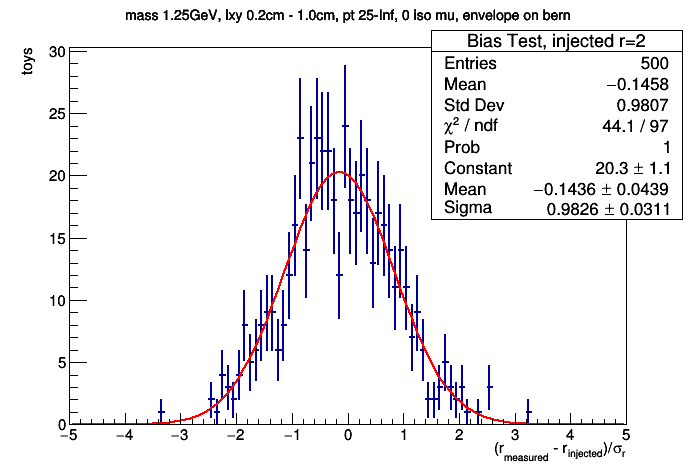 mass 1.25GeV, lxy 0.2cm - 1.0cm, pt 25-Inf, 0 Iso mu, envelope on bern
toys
Bias Test, injected r=2
Entries 500
Mean −0.1458
Std Dev 0.9807
χ² / ndf 44.1 / 97
Prob 1
Constant 20.3 ± 1.1
Mean −0.1436 ± 0.0439
Sigma 0.9826 ± 0.0311
30
25
20
15
10
5
0
−5 −4 −3 −2 −1 0 1 2 3 4 5
(r_measured - r_injected)/σ_r